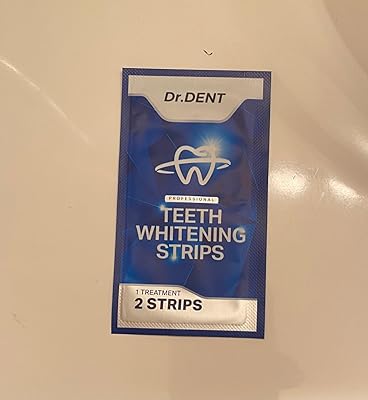 Dr.DENT
PROFESSIONAL
TEETH
WHITENING
STRIPS
1 TREATMENT
2 STRIPS